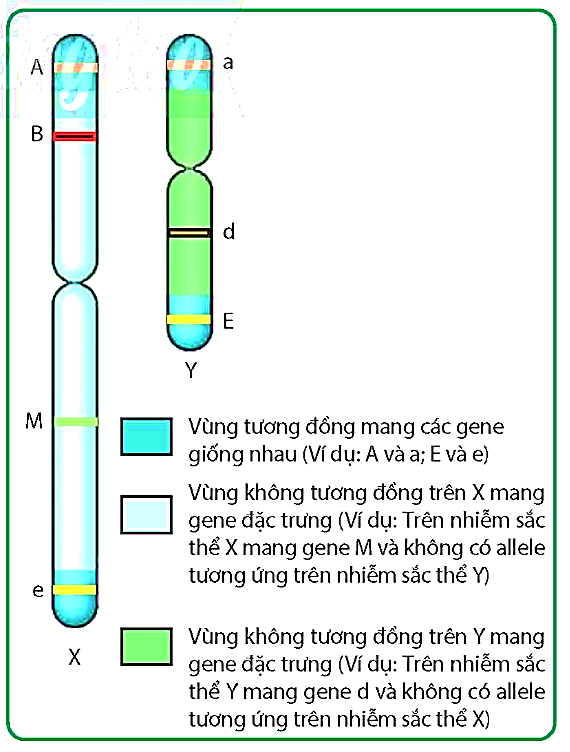 A
a
B
d
E
Y
M
e
X
Vùng tương đồng mang các gene
giống nhau (Ví dụ: A và a; E và e)
Vùng không tương đồng trên X mang
gene đặc trưng (Ví dụ: Trên nhiễm sắc
thể X mang gene M và không có allele
tương ứng trên nhiễm sắc thể Y)
Vùng không tương đồng trên Y mang
gene đặc trưng (Ví dụ: Trên nhiễm sắc
thể Y mang gene d và không có allele
tương ứng trên nhiễm sắc thể X)